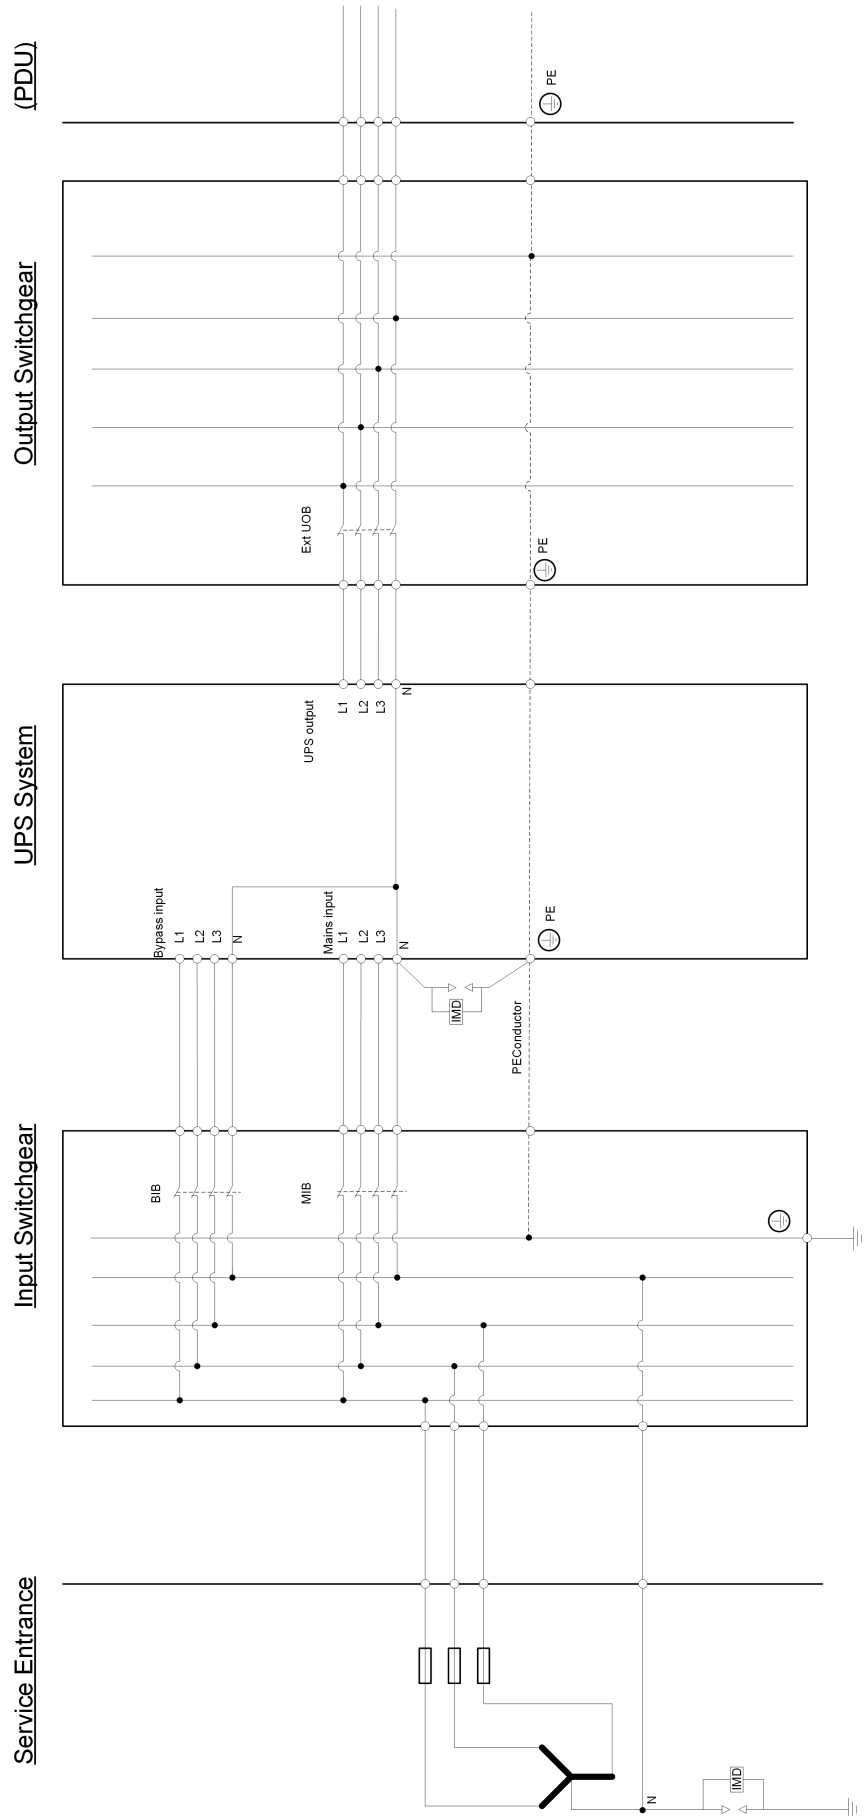 (PDU)
PE
Output Switchgear
Ext UOB
PE
UPS System
UPS output
L1
L2
L3
N
Bypass input
L1
L2
L3
N
Mains input
L1
L2
L3
N
PE
IMD
PEConductor
Input Switchgear
BIB
MIB
Service Entrance
N
IMD